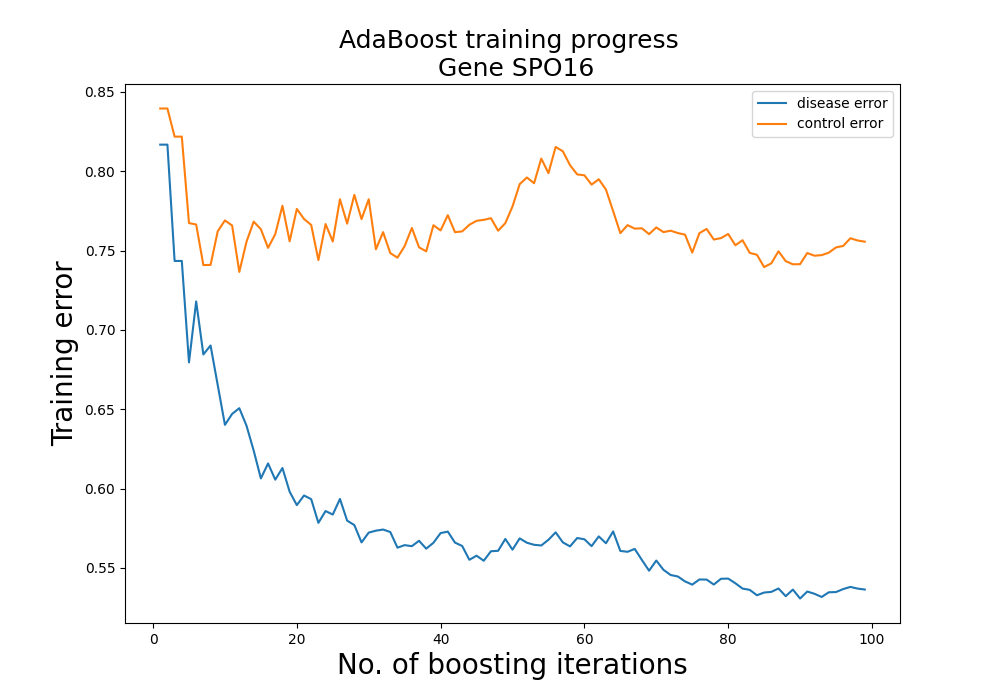 AdaBoost training progress
Gene SPO16
disease error
control error
Training error
0.85
0.80
0.75
0.70
0.65
0.60
0.55
0 20 40 60 80 100
No. of boosting iterations